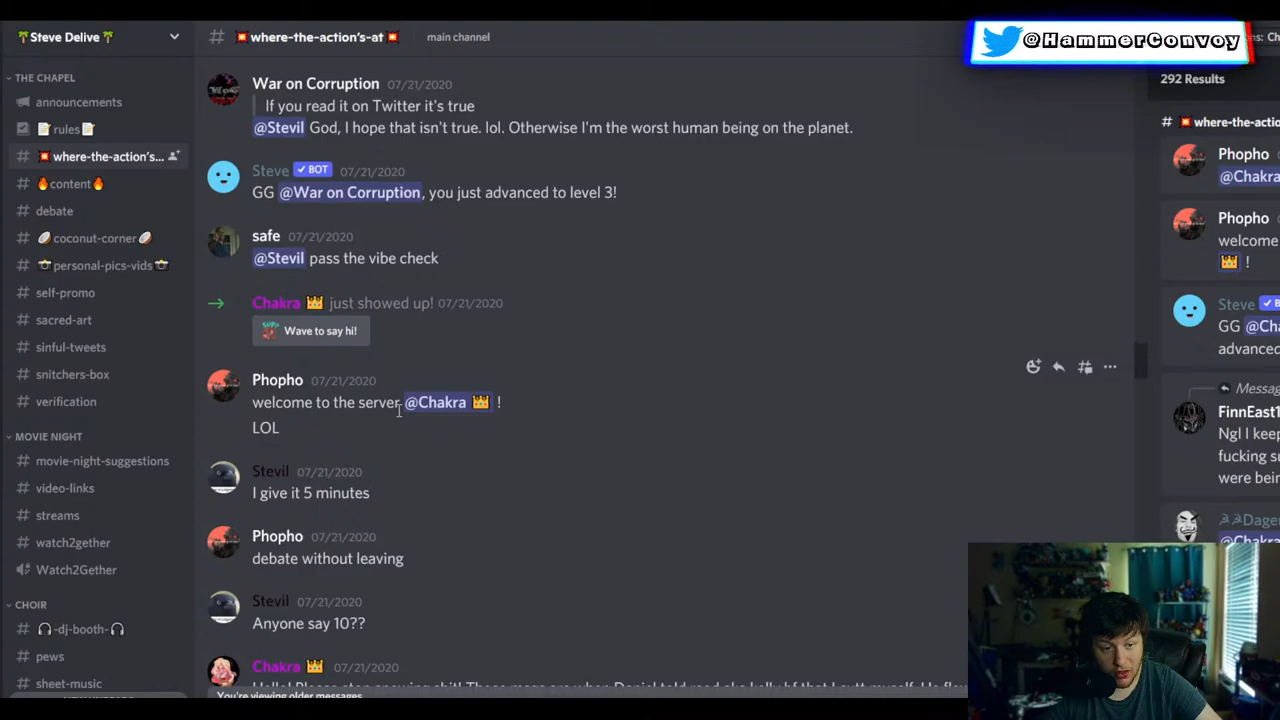 Steve Delive
where-the-action's-at
main channel
@HammerConvoy
292 Results
THE CHAPEL
announcements
rules
where-the-action's...
content
debate
coconut-corner
personal-pics-vids
self-promo
sacred-art
sinful-tweets
snitchers-box
verification
MOVIE NIGHT
movie-night-suggestions
video-links
streams
watch2gether
Watch2Gether
CHOIR
-dj-booth-
pews
sheet-music
War on Corruption 07/21/2020
If you read it on Twitter it's true
@Stevil God, I hope that isn't true. lol. Otherwise I'm the worst human being on the planet.
Steve BOT 07/21/2020
GG @War on Corruption, you just advanced to level 3!
safe 07/21/2020
@Stevil pass the vibe check
Chakra just showed up! 07/21/2020
Wave to say hi!
Phopho 07/21/2020
welcome to the server @Chakra !
LOL
Stevil 07/21/2020
I give it 5 minutes
Phopho 07/21/2020
debate without leaving
Stevil 07/21/2020
Anyone say 10??
Chakra 07/21/2020
You're viewing older messages
where-the-actio
Phopho
@Chakra
Phopho
welcome
!
Steve
GG @Cha
advanced
Messag
FinnEast1
Ngl I keep
fucking su
were bein
Dage
@Chakra